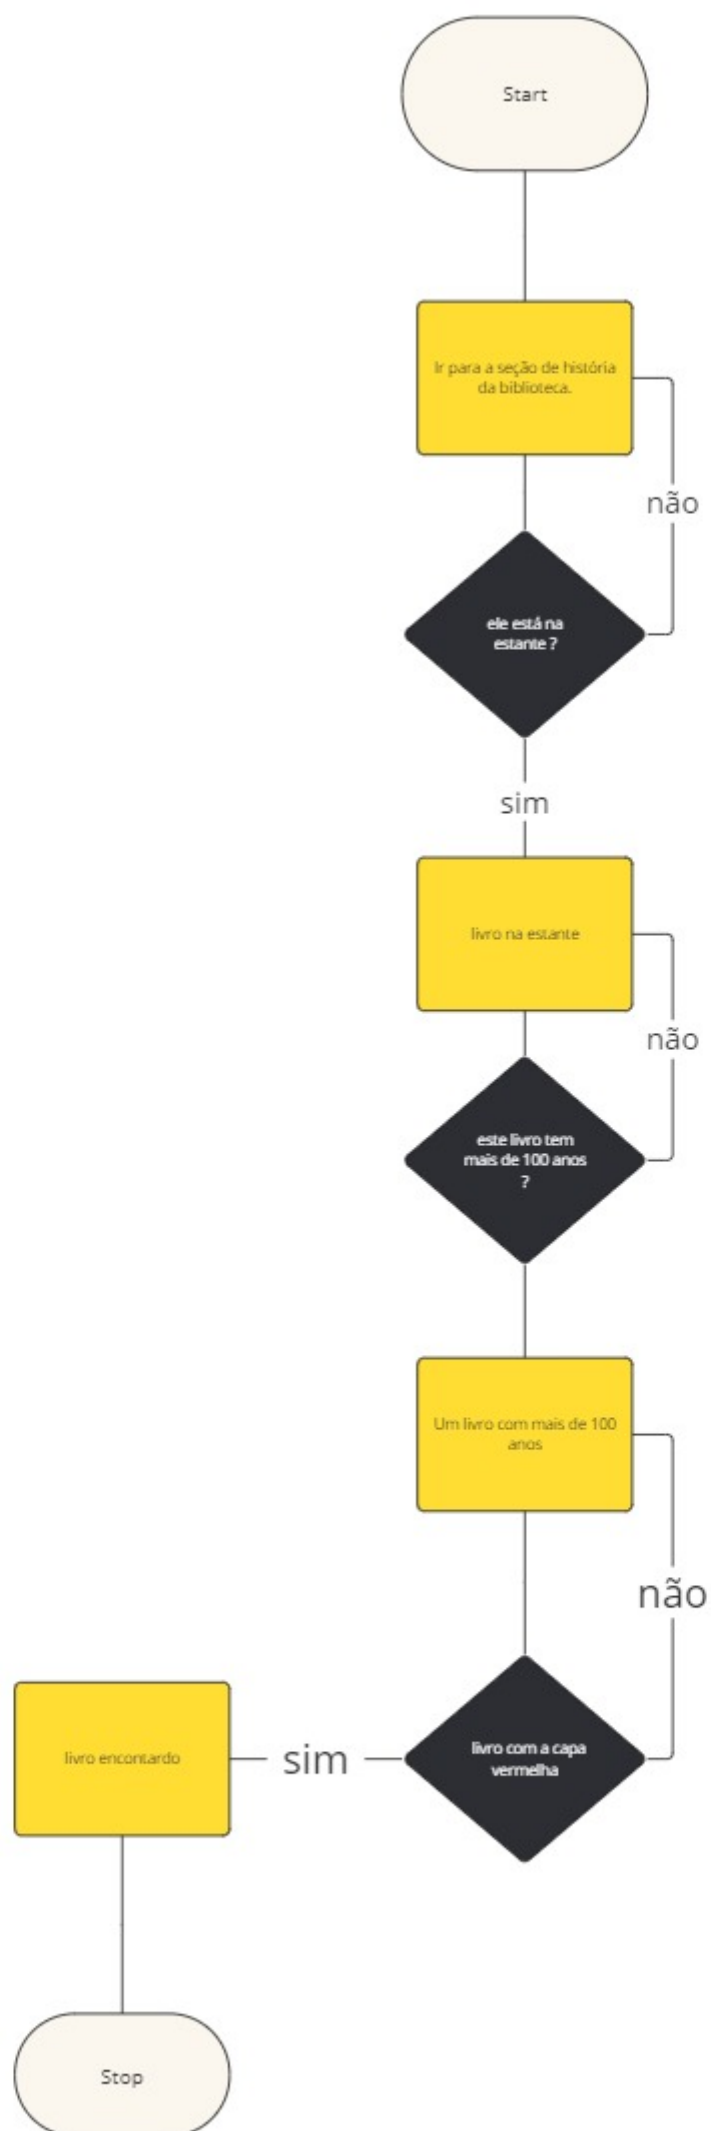 Start
Ir para a seção de história
da biblioteca.
não
ele está na
estante ?
sim
livro na estante
não
este livro tem
mais de 100 anos
?
Um livro com mais de 100
anos
não
livro com a capa
vermelha
sim
livro encontardo
Stop